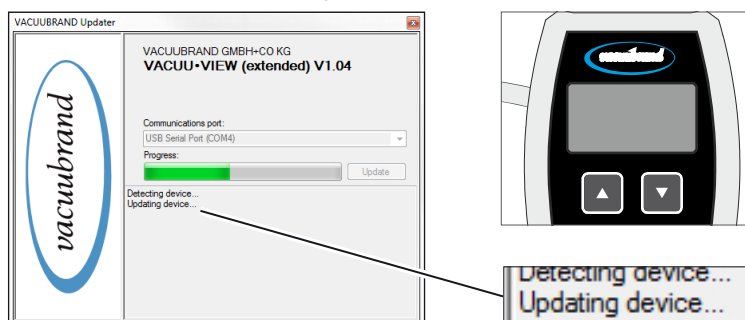 VACUUBRAND Updater
vacuubrand
VACUUBRAND GMBH+CO KG
VACUU•VIEW (extended) V1.04
Communications port:
USB Serial Port (COM4)
Progress:
Update
Detecting device...
Updating device...
vacuubrand
Detecting device...
Updating device...